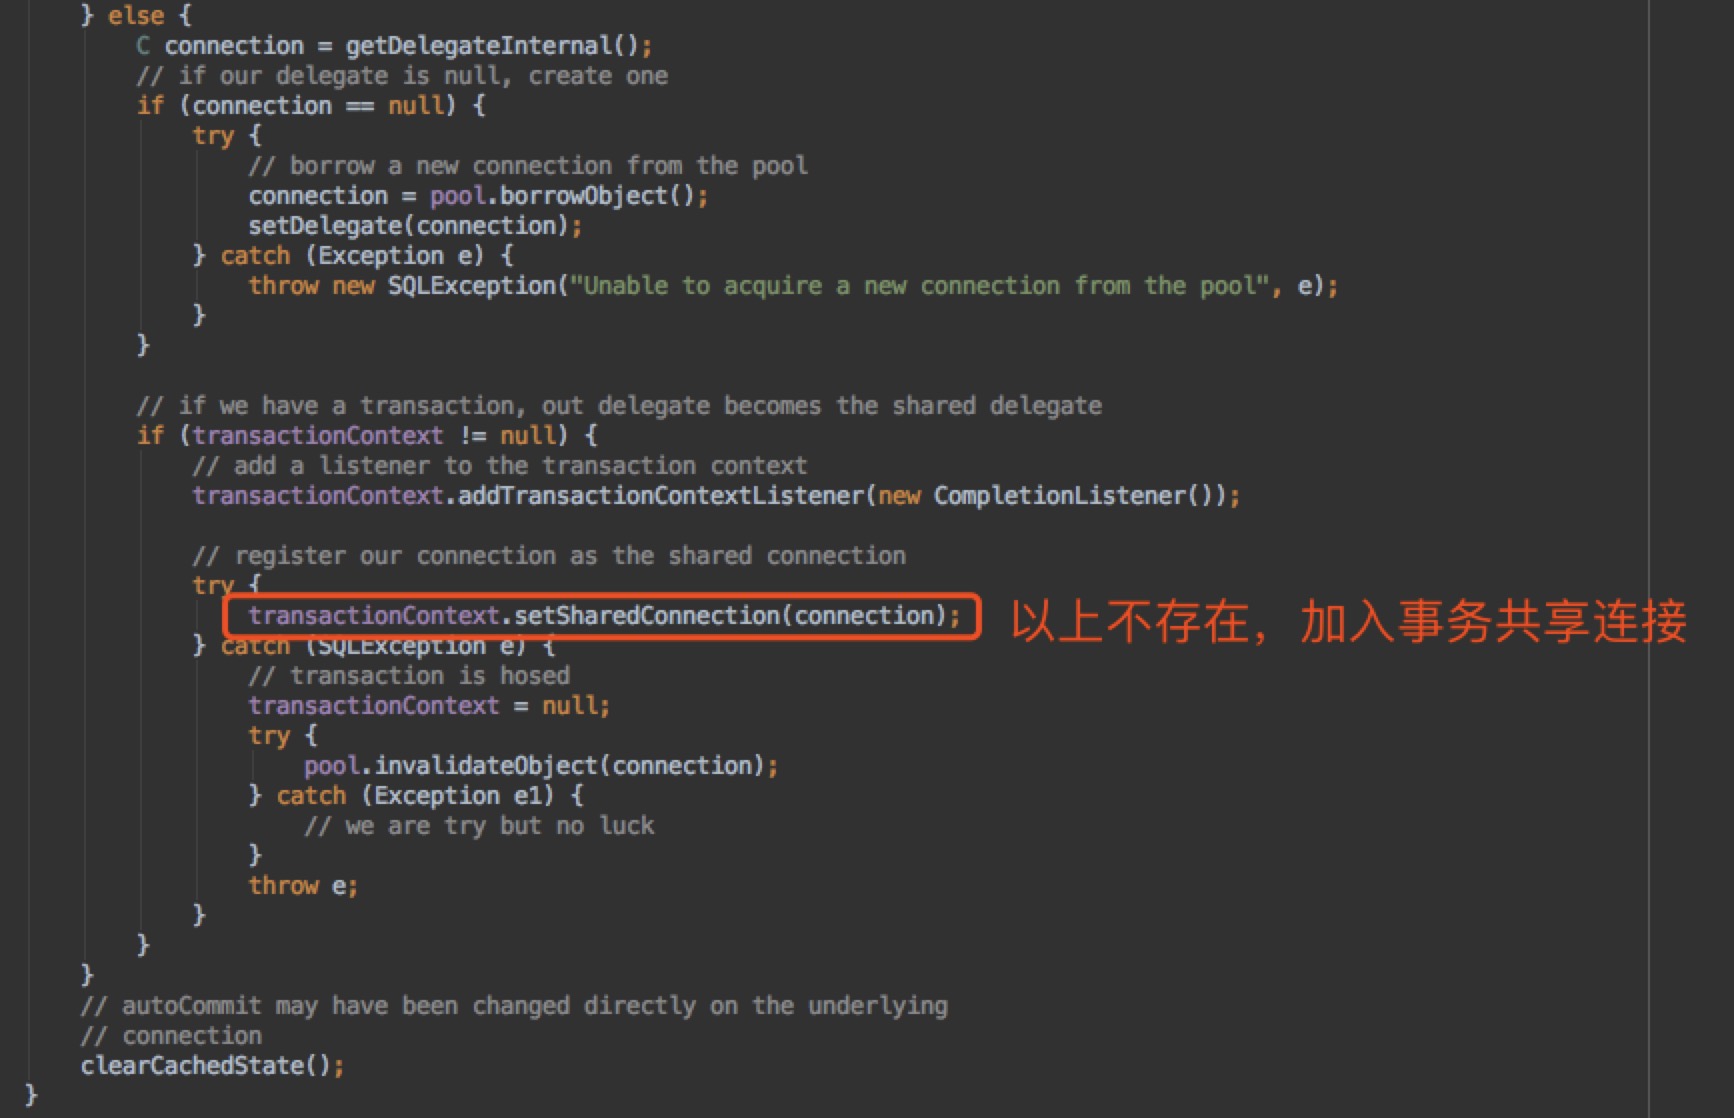 } else {
C connection = getDelegateInternal();
// if our delegate is null, create one
if (connection == null) {
try {
// borrow a new connection from the pool
connection = pool.borrowObject();
setDelegate(connection);
} catch (Exception e) {
throw new SQLException("Unable to acquire a new connection from the pool", e);
}
}
// if we have a transaction, out delegate becomes the shared delegate
if (transactionContext != null) {
// add a listener to the transaction context
transactionContext.addTransactionContextListener(new CompletionListener());
// register our connection as the shared connection
try {
transactionContext.setSharedConnection(connection); 以上不存在，加入事务共享连接
} catch (SQLException e) {
// transaction is hosed
transactionContext = null;
try {
pool.invalidateObject(connection);
} catch (Exception e1) {
// we are try but no luck
}
throw e;
}
}
}
// autoCommit may have been changed directly on the underlying
// connection
clearCachedState();
}